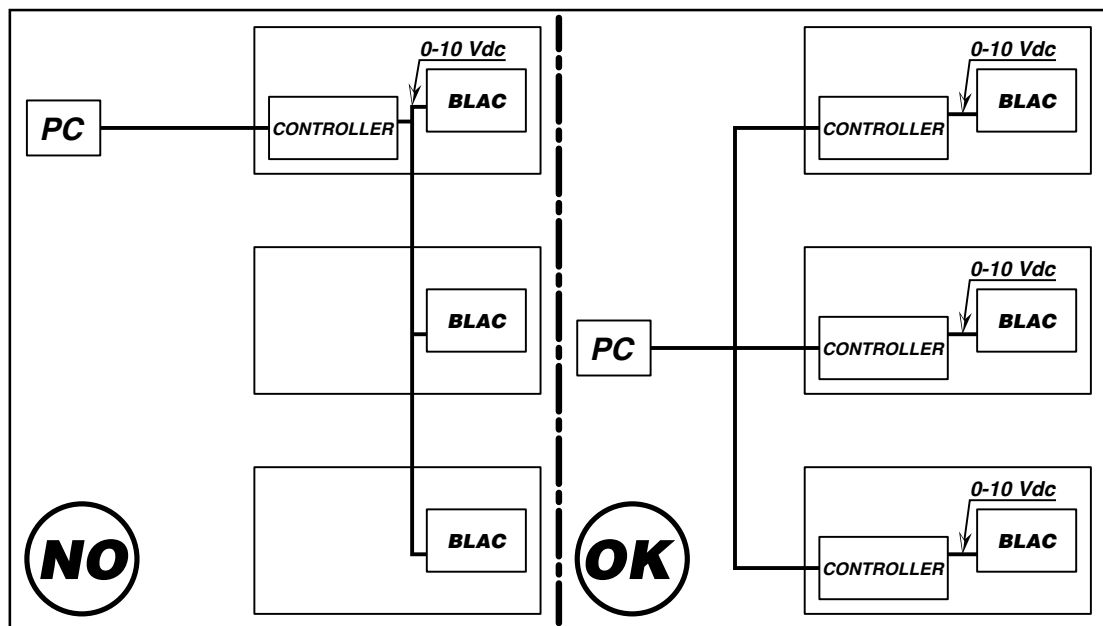 0-10 Vdc
BLAC
PC
CONTROLLER
BLAC
BLAC
NO
0-10 Vdc
BLAC
CONTROLLER
0-10 Vdc
BLAC
PC
CONTROLLER
0-10 Vdc
BLAC
CONTROLLER
OK